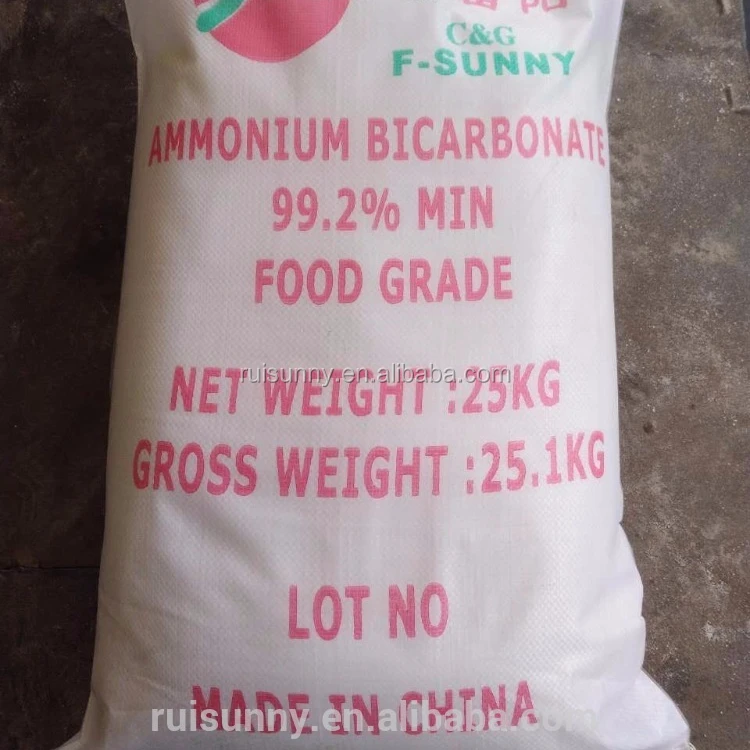 C&G
F-SUNNY
AMMONIUM BICARBONATE
99.2% MIN
FOOD GRADE
ruisunny.en.alibaba.com
NET WEIGHT :25KG
GROSS WEIGHT :25.1KG
LOT NO
MADE IN CHINA
ruisunny.en.alibaba.com